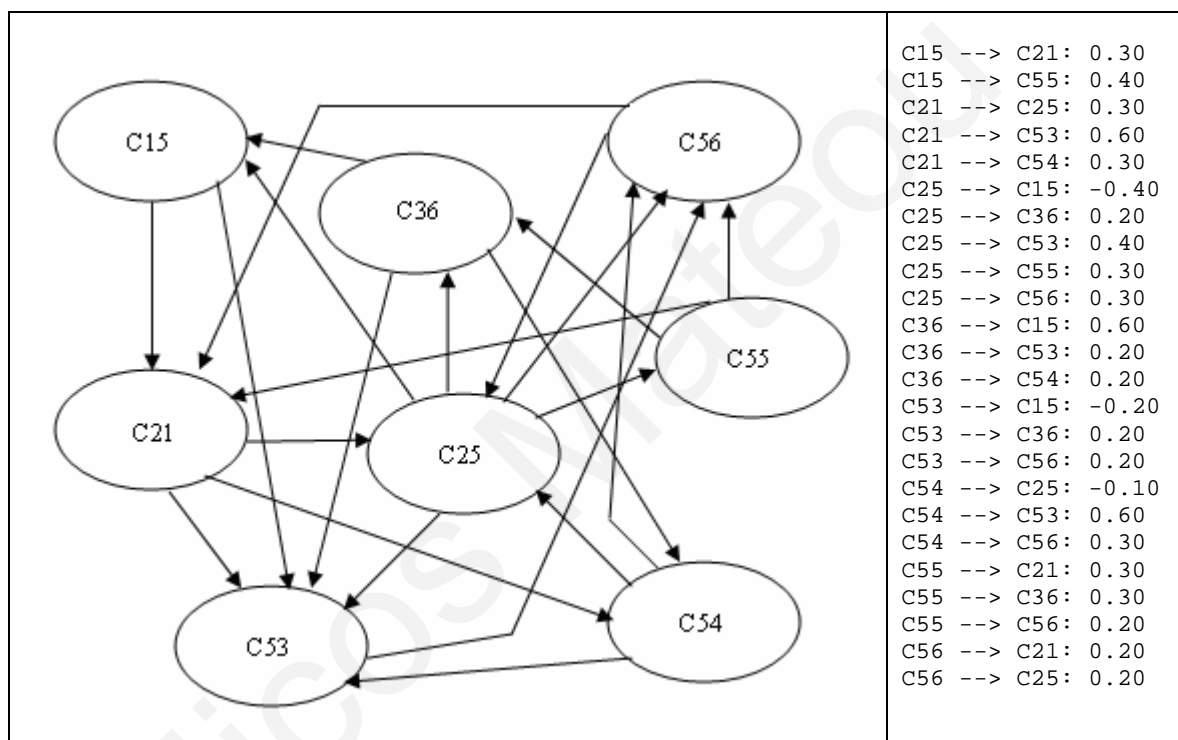 C15
C56
C36
C55
C21
C25
C53
C54
C15 --> C21: 0.30
C15 --> C55: 0.40
C21 --> C25: 0.30
C21 --> C53: 0.60
C21 --> C54: 0.30
C25 --> C15: -0.40
C25 --> C36: 0.20
C25 --> C53: 0.40
C25 --> C55: 0.30
C25 --> C56: 0.30
C36 --> C15: 0.60
C36 --> C53: 0.20
C36 --> C54: 0.20
C53 --> C15: -0.20
C53 --> C36: 0.20
C53 --> C56: 0.20
C54 --> C25: -0.10
C54 --> C53: 0.60
C54 --> C56: 0.30
C55 --> C21: 0.30
C55 --> C36: 0.30
C55 --> C56: 0.20
C56 --> C21: 0.20
C56 --> C25: 0.20
icos Mateou